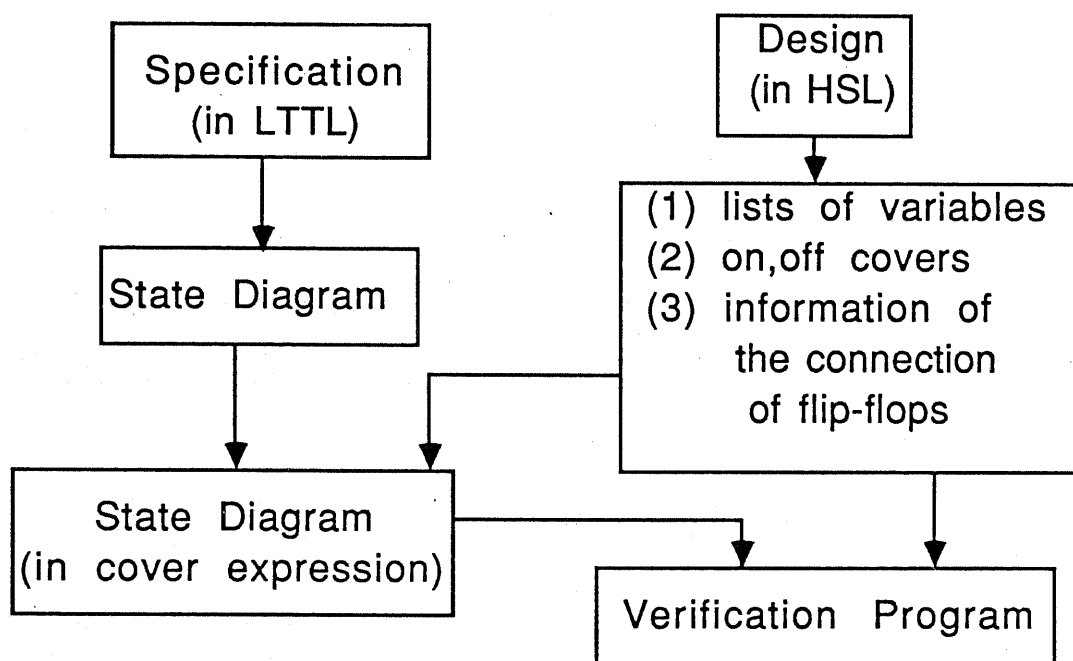 Specification
(in LTTL)
Design
(in HSL)
(1) lists of variables
(2) on,off covers
(3) information of
the connection
of flip-flops
State Diagram
State Diagram
(in cover expression)
Verification Program